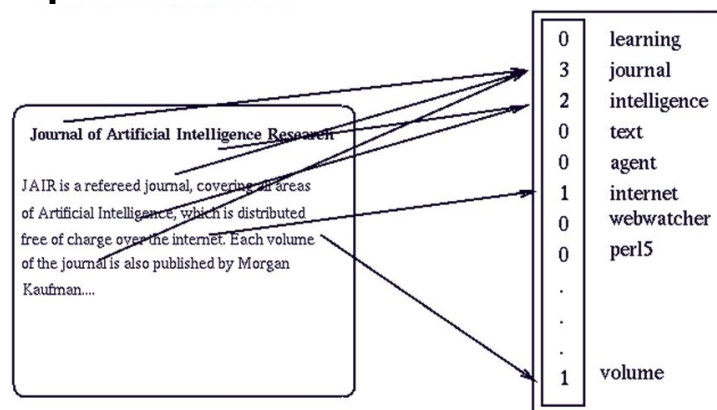 Journal of Artificial Intelligence Research
JAIR is a refereed journal, covering all areas
of Artificial Intelligence, which is distributed
free of charge over the internet. Each volume
of the journal is also published by Morgan
Kaufman....
0 learning
3 journal
2 intelligence
0 text
0 agent
1 internet
0 webwatcher
0 perl5
.
.
.
1 volume